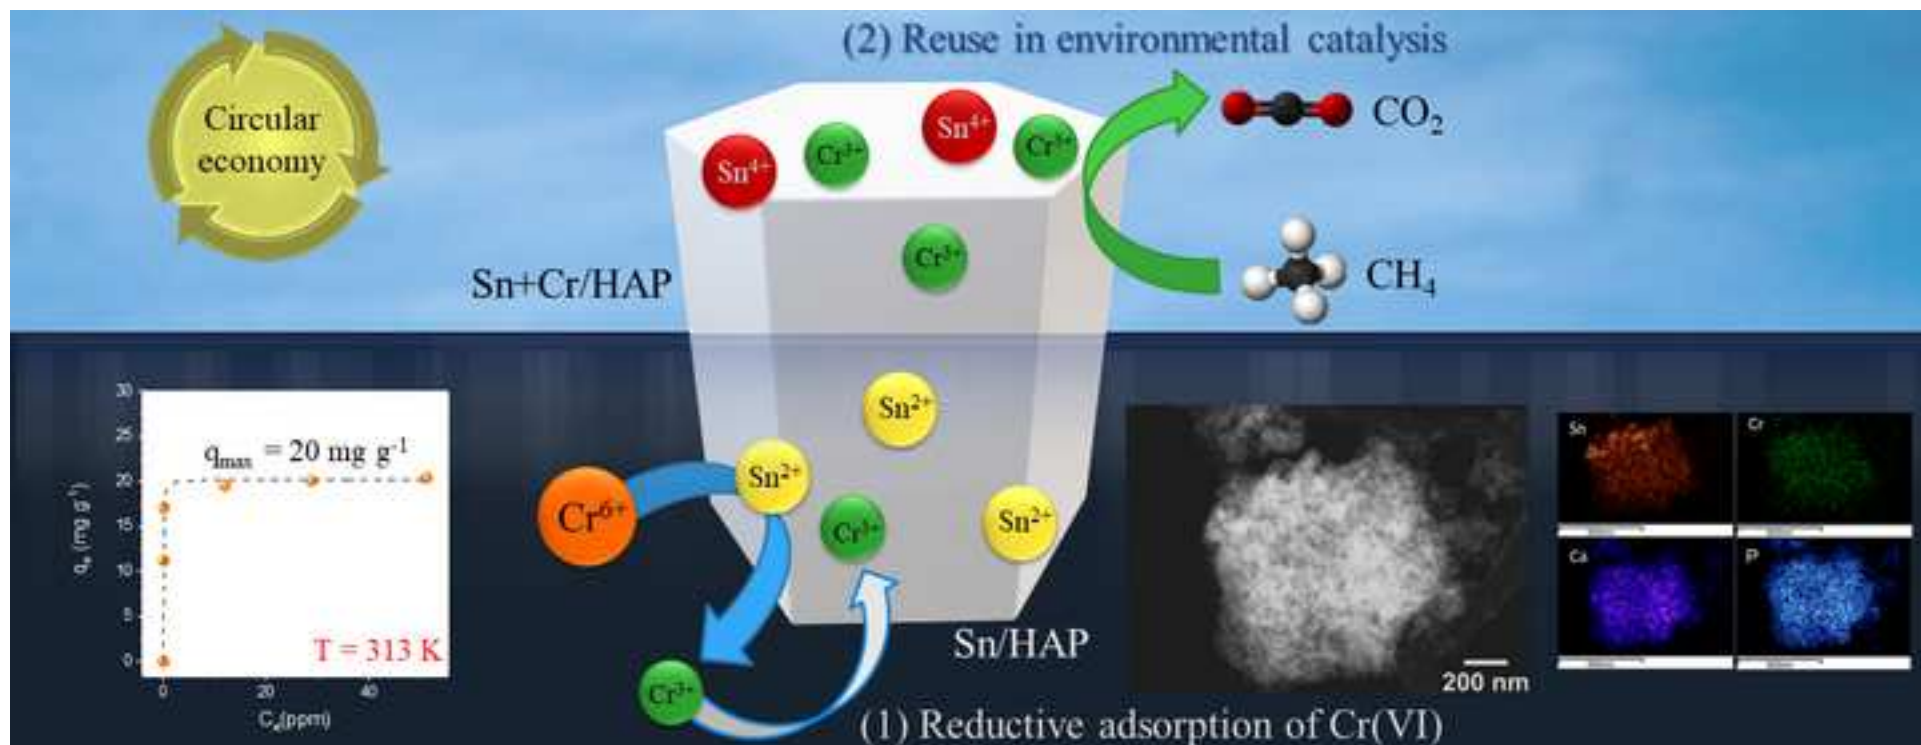 (2) Reuse in environmental catalysis
Circular
economy
CO₂
Sn⁴⁺
Cr³⁺
Sn⁴⁺
Cr³⁺
Cr³⁺
Sn+Cr/HAP
CH₄
30
25
20
15
10
5
0
qₑ (mg g⁻¹)
qmax = 20 mg g⁻¹
T = 313 K
0
20
40
Cₑ(ppm)
Sn²⁺
Sn²⁺
Cr⁶⁺
Cr³⁺
Sn²⁺
Cr³⁺
Sn/HAP
200 nm
Sn
Cr
Ca
P
(1) Reductive adsorption of Cr(VI)